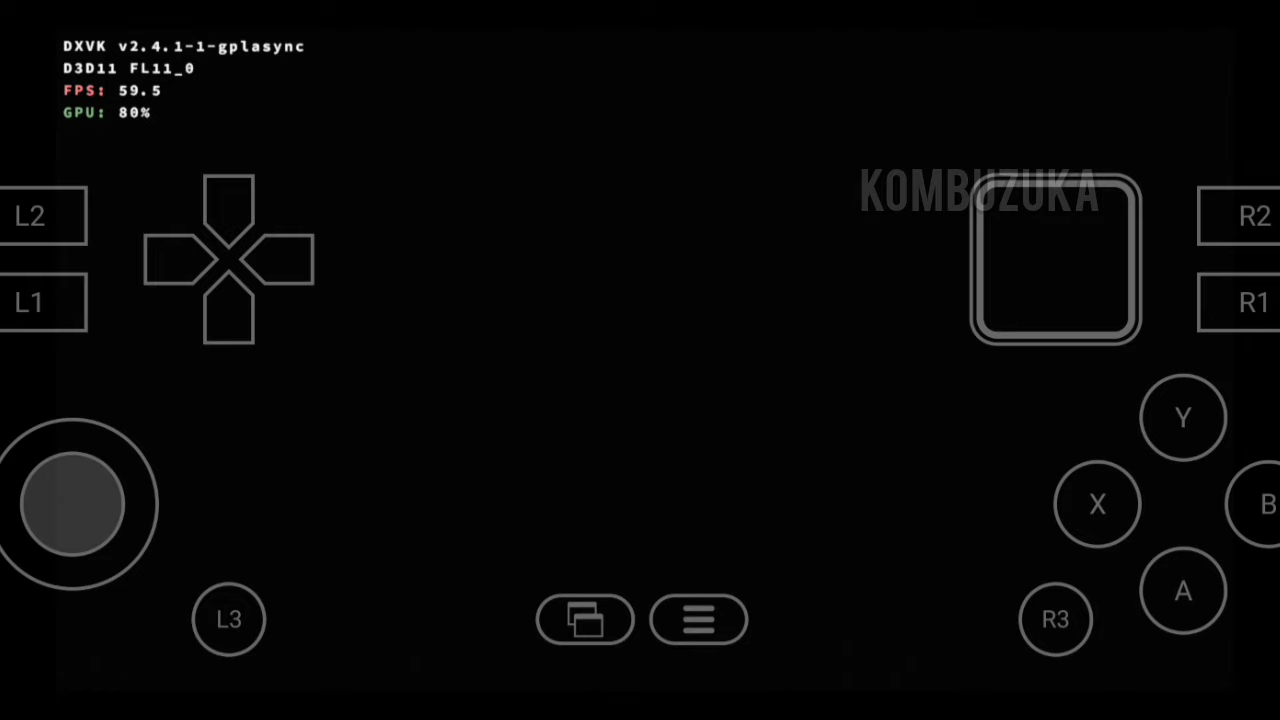 DXVK v2.4.1-1-gplasync
D3D11 FL11_0
FPS: 59.5
GPU: 80%
KOMBUZUKA
L2
R2
L1
R1
Y
X
B
A
L3
R3